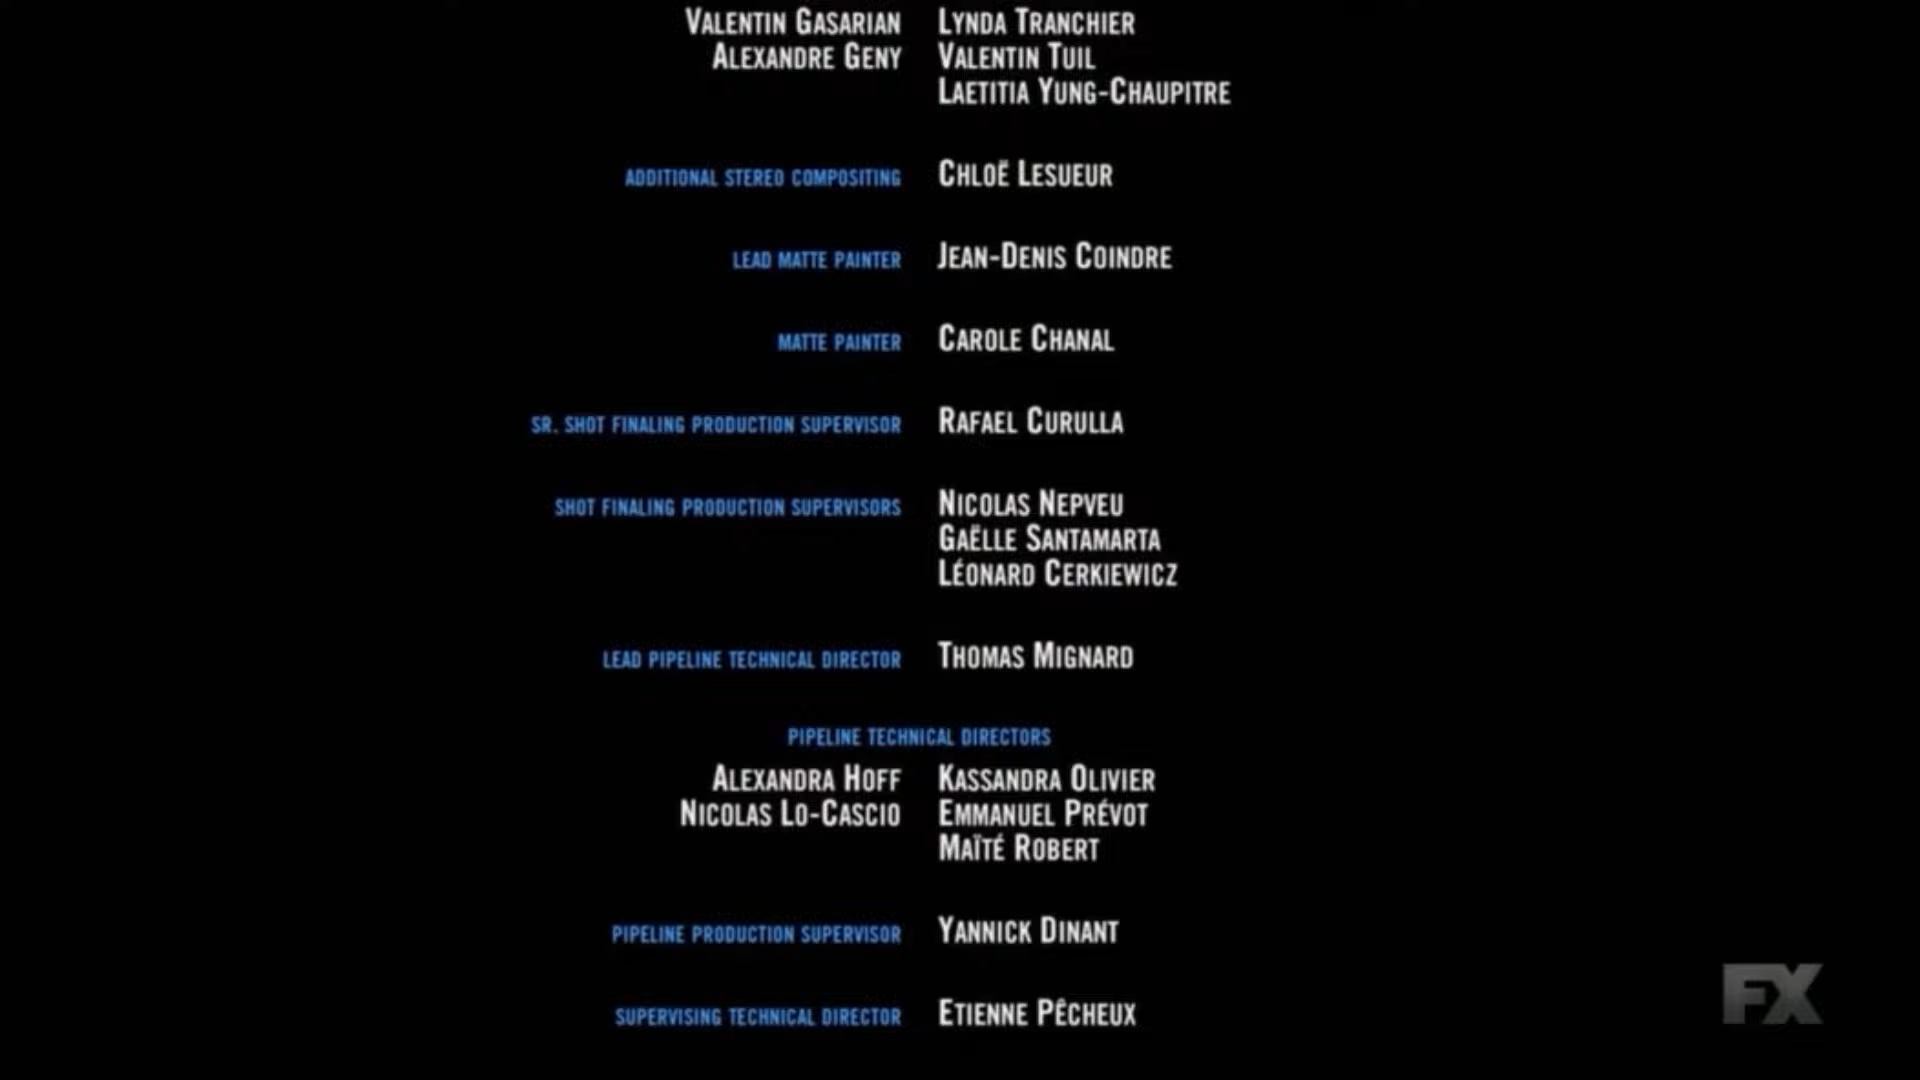 VALENTIN GASARIAN LYNDA TRANCHIER
ALEXANDRE GENY VALENTIN TUIL
LAETITIA YUNG-CHAUPITRE
ADDITIONAL STEREO COMPOSITING CHLOË LESUEUR
LEAD MATTE PAINTER JEAN-DENIS COINDRE
MATTE PAINTER CAROLE CHANAL
SR. SHOT FINALING PRODUCTION SUPERVISOR RAFAEL CURULLA
SHOT FINALING PRODUCTION SUPERVISORS NICOLAS NEPVEU
GAËLLE SANTAMARTA
LÉONARD CERKIEWICZ
LEAD PIPELINE TECHNICAL DIRECTOR THOMAS MIGNARD
PIPELINE TECHNICAL DIRECTORS
ALEXANDRA HOFF KASSANDRA OLIVIER
NICOLAS LO-CASCIO EMMANUEL PRÉVOT
MAÏTÉ ROBERT
PIPELINE PRODUCTION SUPERVISOR YANNICK DINANT
SUPERVISING TECHNICAL DIRECTOR ETIENNE PÊCHEUX
FX